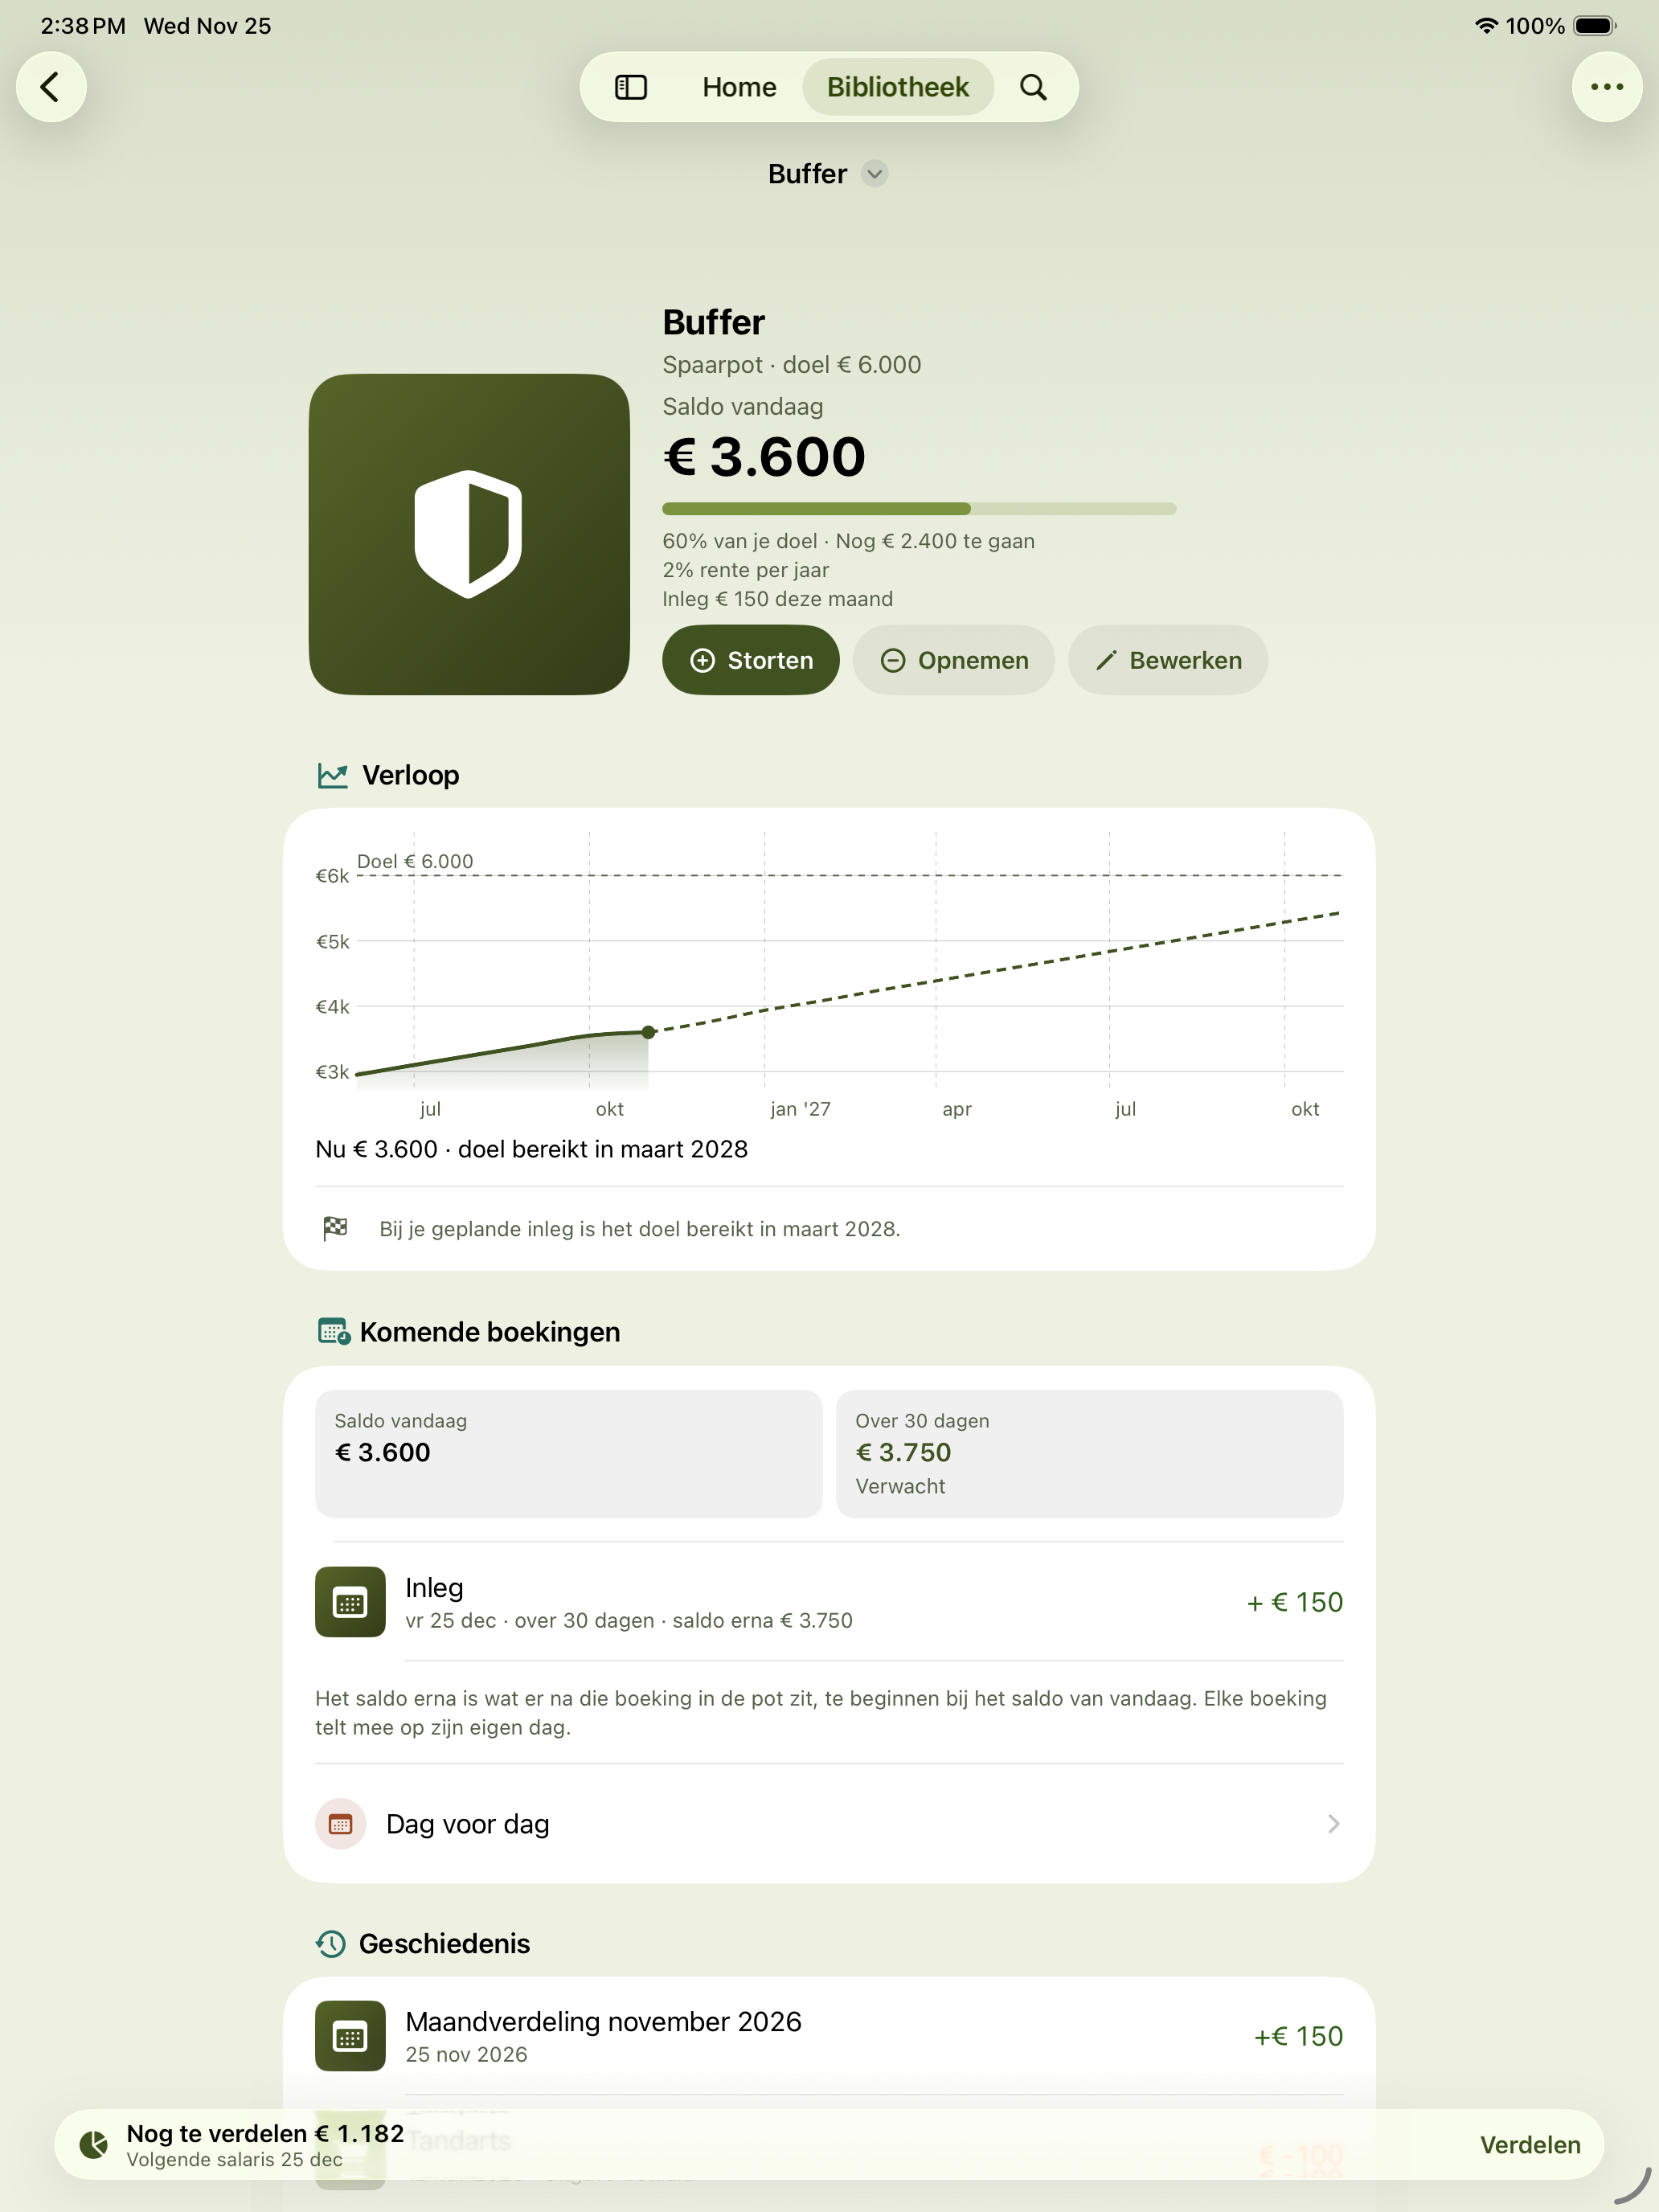 2:38 PM Wed Nov 25
100%
Home
Bibliotheek
Buffer
Buffer
Spaarpot · doel € 6.000
Saldo vandaag
€ 3.600
60% van je doel · Nog € 2.400 te gaan
2% rente per jaar
Inleg € 150 deze maand
Storten
Opnemen
Bewerken
Verloop
Doel € 6.000
€6k
€5k
€4k
€3k
jul
okt
jan '27
apr
jul
okt
Nu € 3.600 · doel bereikt in maart 2028
Bij je geplande inleg is het doel bereikt in maart 2028.
Komende boekingen
Saldo vandaag
€ 3.600
Over 30 dagen
€ 3.750
Verwacht
Inleg
vr 25 dec · over 30 dagen · saldo erna € 3.750
+ € 150
Het saldo erna is wat er na die boeking in de pot zit, te beginnen bij het saldo van vandaag. Elke boeking
telt mee op zijn eigen dag.
Dag voor dag
Geschiedenis
Maandverdeling november 2026
25 nov 2026
+€ 150
Tandarts
€ -100
Nog te verdelen € 1.182
Volgende salaris 25 dec
Verdelen